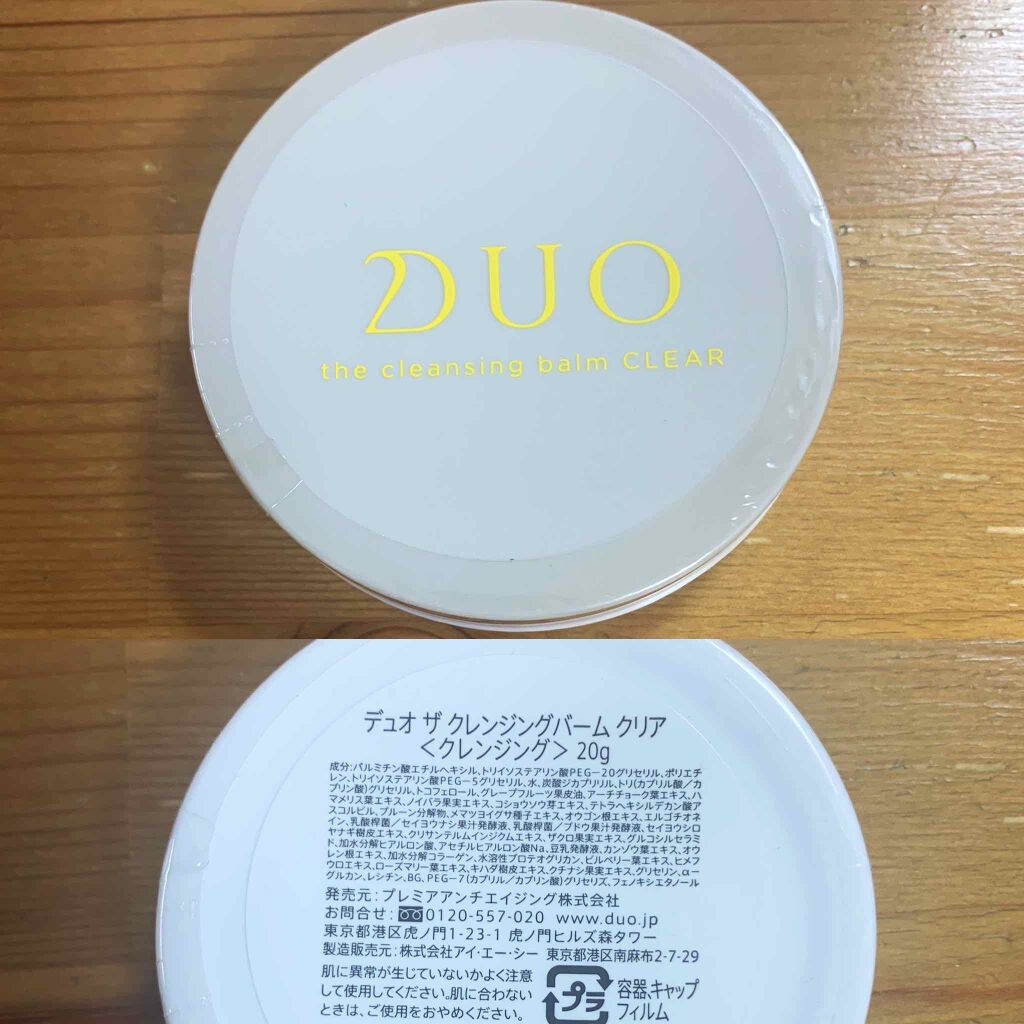 DUO
the cleansing balm CLEAR
デュオ ザ クレンジングバーム クリア
<クレンジング> 20g
成分:パルミチン酸エチルヘキシル、トリイソステアリン酸PEG-20グリセリル、ポリエチ
レン、トリイソステアリン酸PEG-5グリセリル、水、炭酸ジカプリリル、トリ(カプリル酸/カ
プリン酸)グリセリル、トコフェロール、グレープフルーツ果皮油、アーチチョーク葉エキス、ハ
マメリス葉エキス、ノイバラ果実エキス、コショウソウ芽エキス、テトラヘキシルデカン酸ア
スコルビル、プルーン分解物、メマツヨイグサ種子エキス、オウゴン根エキス、エルゴチオネ
イン、乳酸桿菌/セイヨウナシ果汁発酵液、乳酸桿菌/ブドウ果汁発酵液、セイヨウシロ
ヤナギ樹皮エキス、クリサンテルムインジクムエキス、ザクロ果実エキス、グルコシルセラミ
ド、加水分解ヒアルロン酸、アセチルヒアルロン酸Na、豆乳発酵液、カンゾウ葉エキス、オウ
レン根エキス、加水分解コラーゲン、水溶性プロテオグリカン、ビルベリー葉エキス、ヒメフ
ウロエキス、ローズマリー葉エキス、キハダ樹皮エキス、クチナシ果実エキス、グリセリン、α-
グルカン、レシチン、BG、PEG-7(カプリル/カプリン酸)グリセリズ、フェノキシエタノール
発売元:プレミアアンチエイジング株式会社
お問合せ:0120-557-020 www.duo.jp
東京都港区虎ノ門1-23-1 虎ノ門ヒルズ森タワー
製造販売元:株式会社アイ・エー・シー 東京都港区南麻布2-7-29
肌に異常が生じていないかよく注意
して使用してください。肌に合わない
ときは、ご使用をおやめください。
プラ
容器、キャップ
フィルム